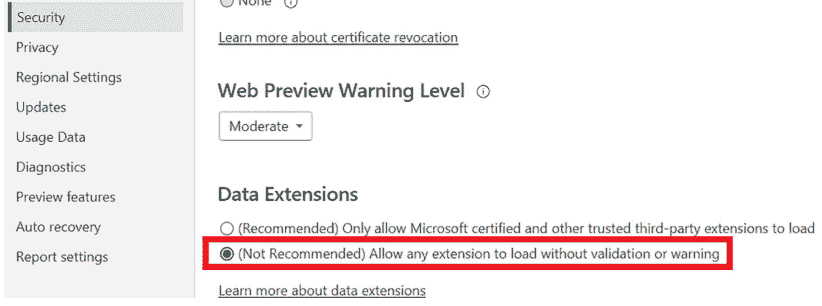 None
Security
Privacy
Regional Settings
Updates
Usage Data
Diagnostics
Preview features
Auto recovery
Report settings
Learn more about certificate revocation
Web Preview Warning Level
Moderate
Data Extensions
(Recommended) Only allow Microsoft certified and other trusted third-party extensions to load
(Not Recommended) Allow any extension to load without validation or warning
Learn more about data extensions